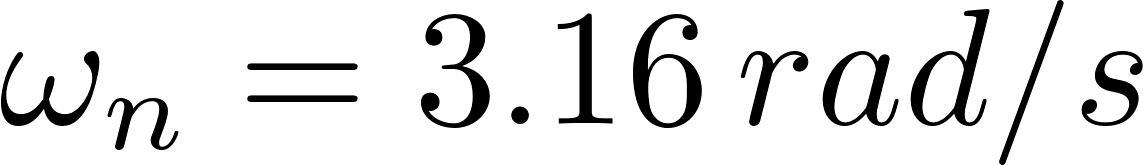 ωₙ = 3.16 rad/s